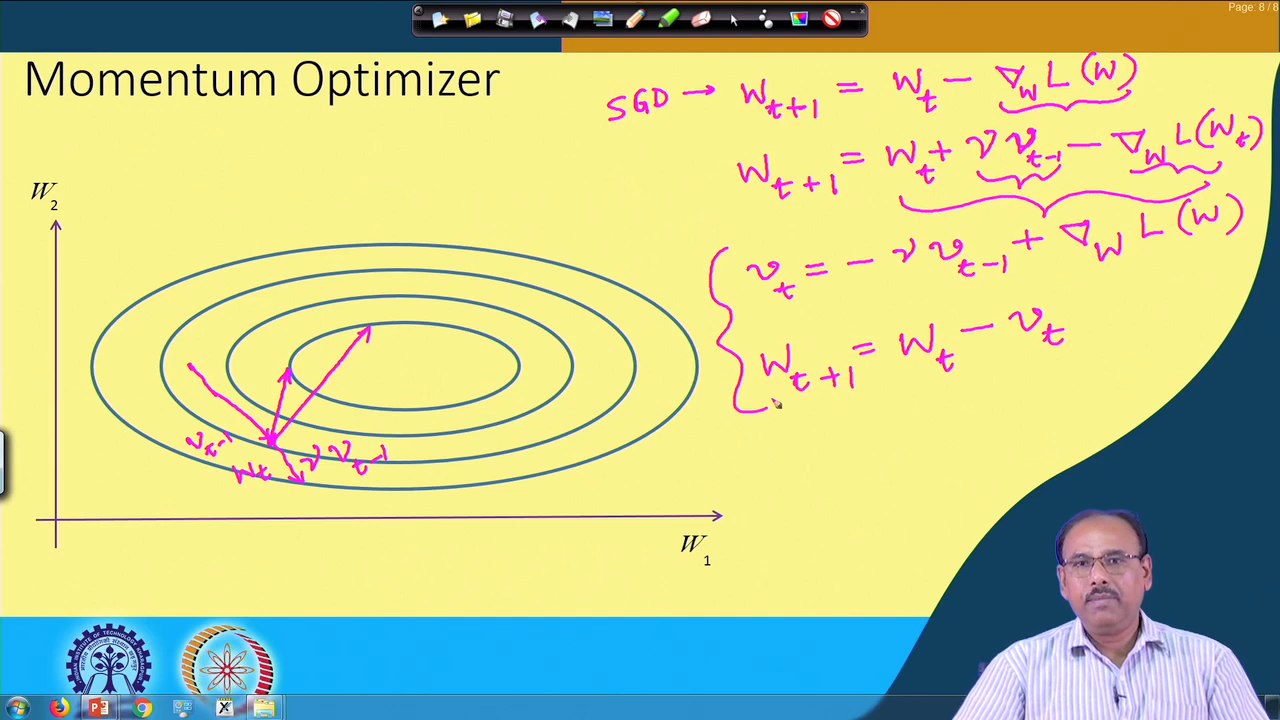 Page: 8 / 8
Momentum Optimizer
SGD → W_{t+1} = W_t − ∇_W L(W)
W_{t+1} = W_t + ν v_{t-1} − ∇_W L(W_t)
v_t = − ν v_{t-1} + ∇_W L(W)
W_{t+1} = W_t − v_t
W_2
v_{t-1}
W_t
ν v_{t-1}
W_1